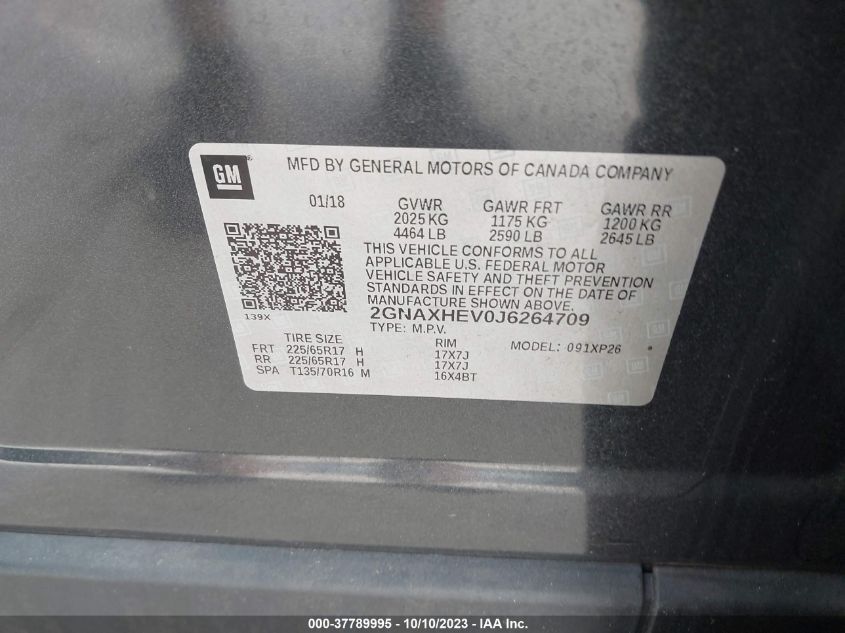 GM
MFD BY GENERAL MOTORS OF CANADA COMPANY
01/18 GVWR GAWR FRT GAWR RR
2025 KG 1175 KG 1200 KG
4464 LB 2590 LB 2645 LB
THIS VEHICLE CONFORMS TO ALL
APPLICABLE U.S. FEDERAL MOTOR
VEHICLE SAFETY AND THEFT PREVENTION
STANDARDS IN EFFECT ON THE DATE OF
MANUFACTURE SHOWN ABOVE.
139X
2GNAXHEV0J6264709
TYPE: M.P.V.
TIRE SIZE RIM MODEL: 091XP26
FRT 225/65R17 H 17X7J
RR 225/65R17 H 17X7J
SPA T135/70R16 M 16X4BT
000-37789995 - 10/10/2023 - IAA Inc.